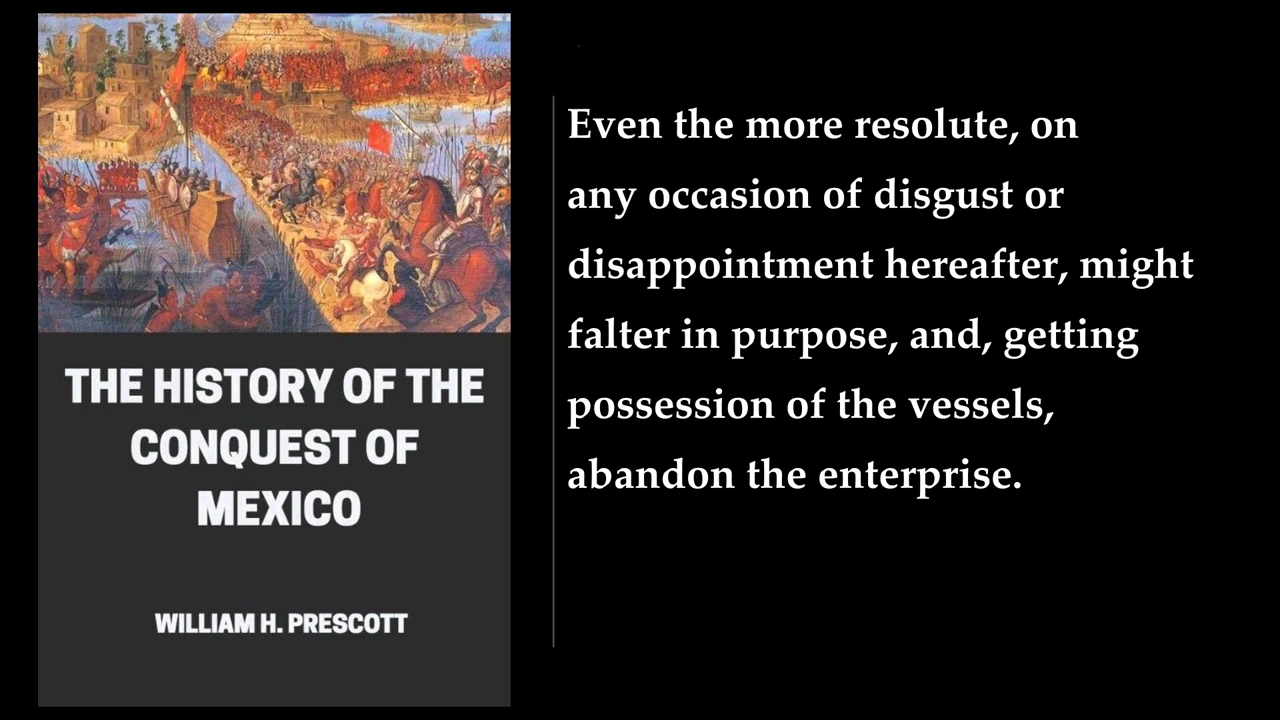 THE HISTORY OF THE
CONQUEST OF
MEXICO
WILLIAM H. PRESCOTT
Even the more resolute, on
any occasion of disgust or
disappointment hereafter, might
falter in purpose, and, getting
possession of the vessels,
abandon the enterprise.